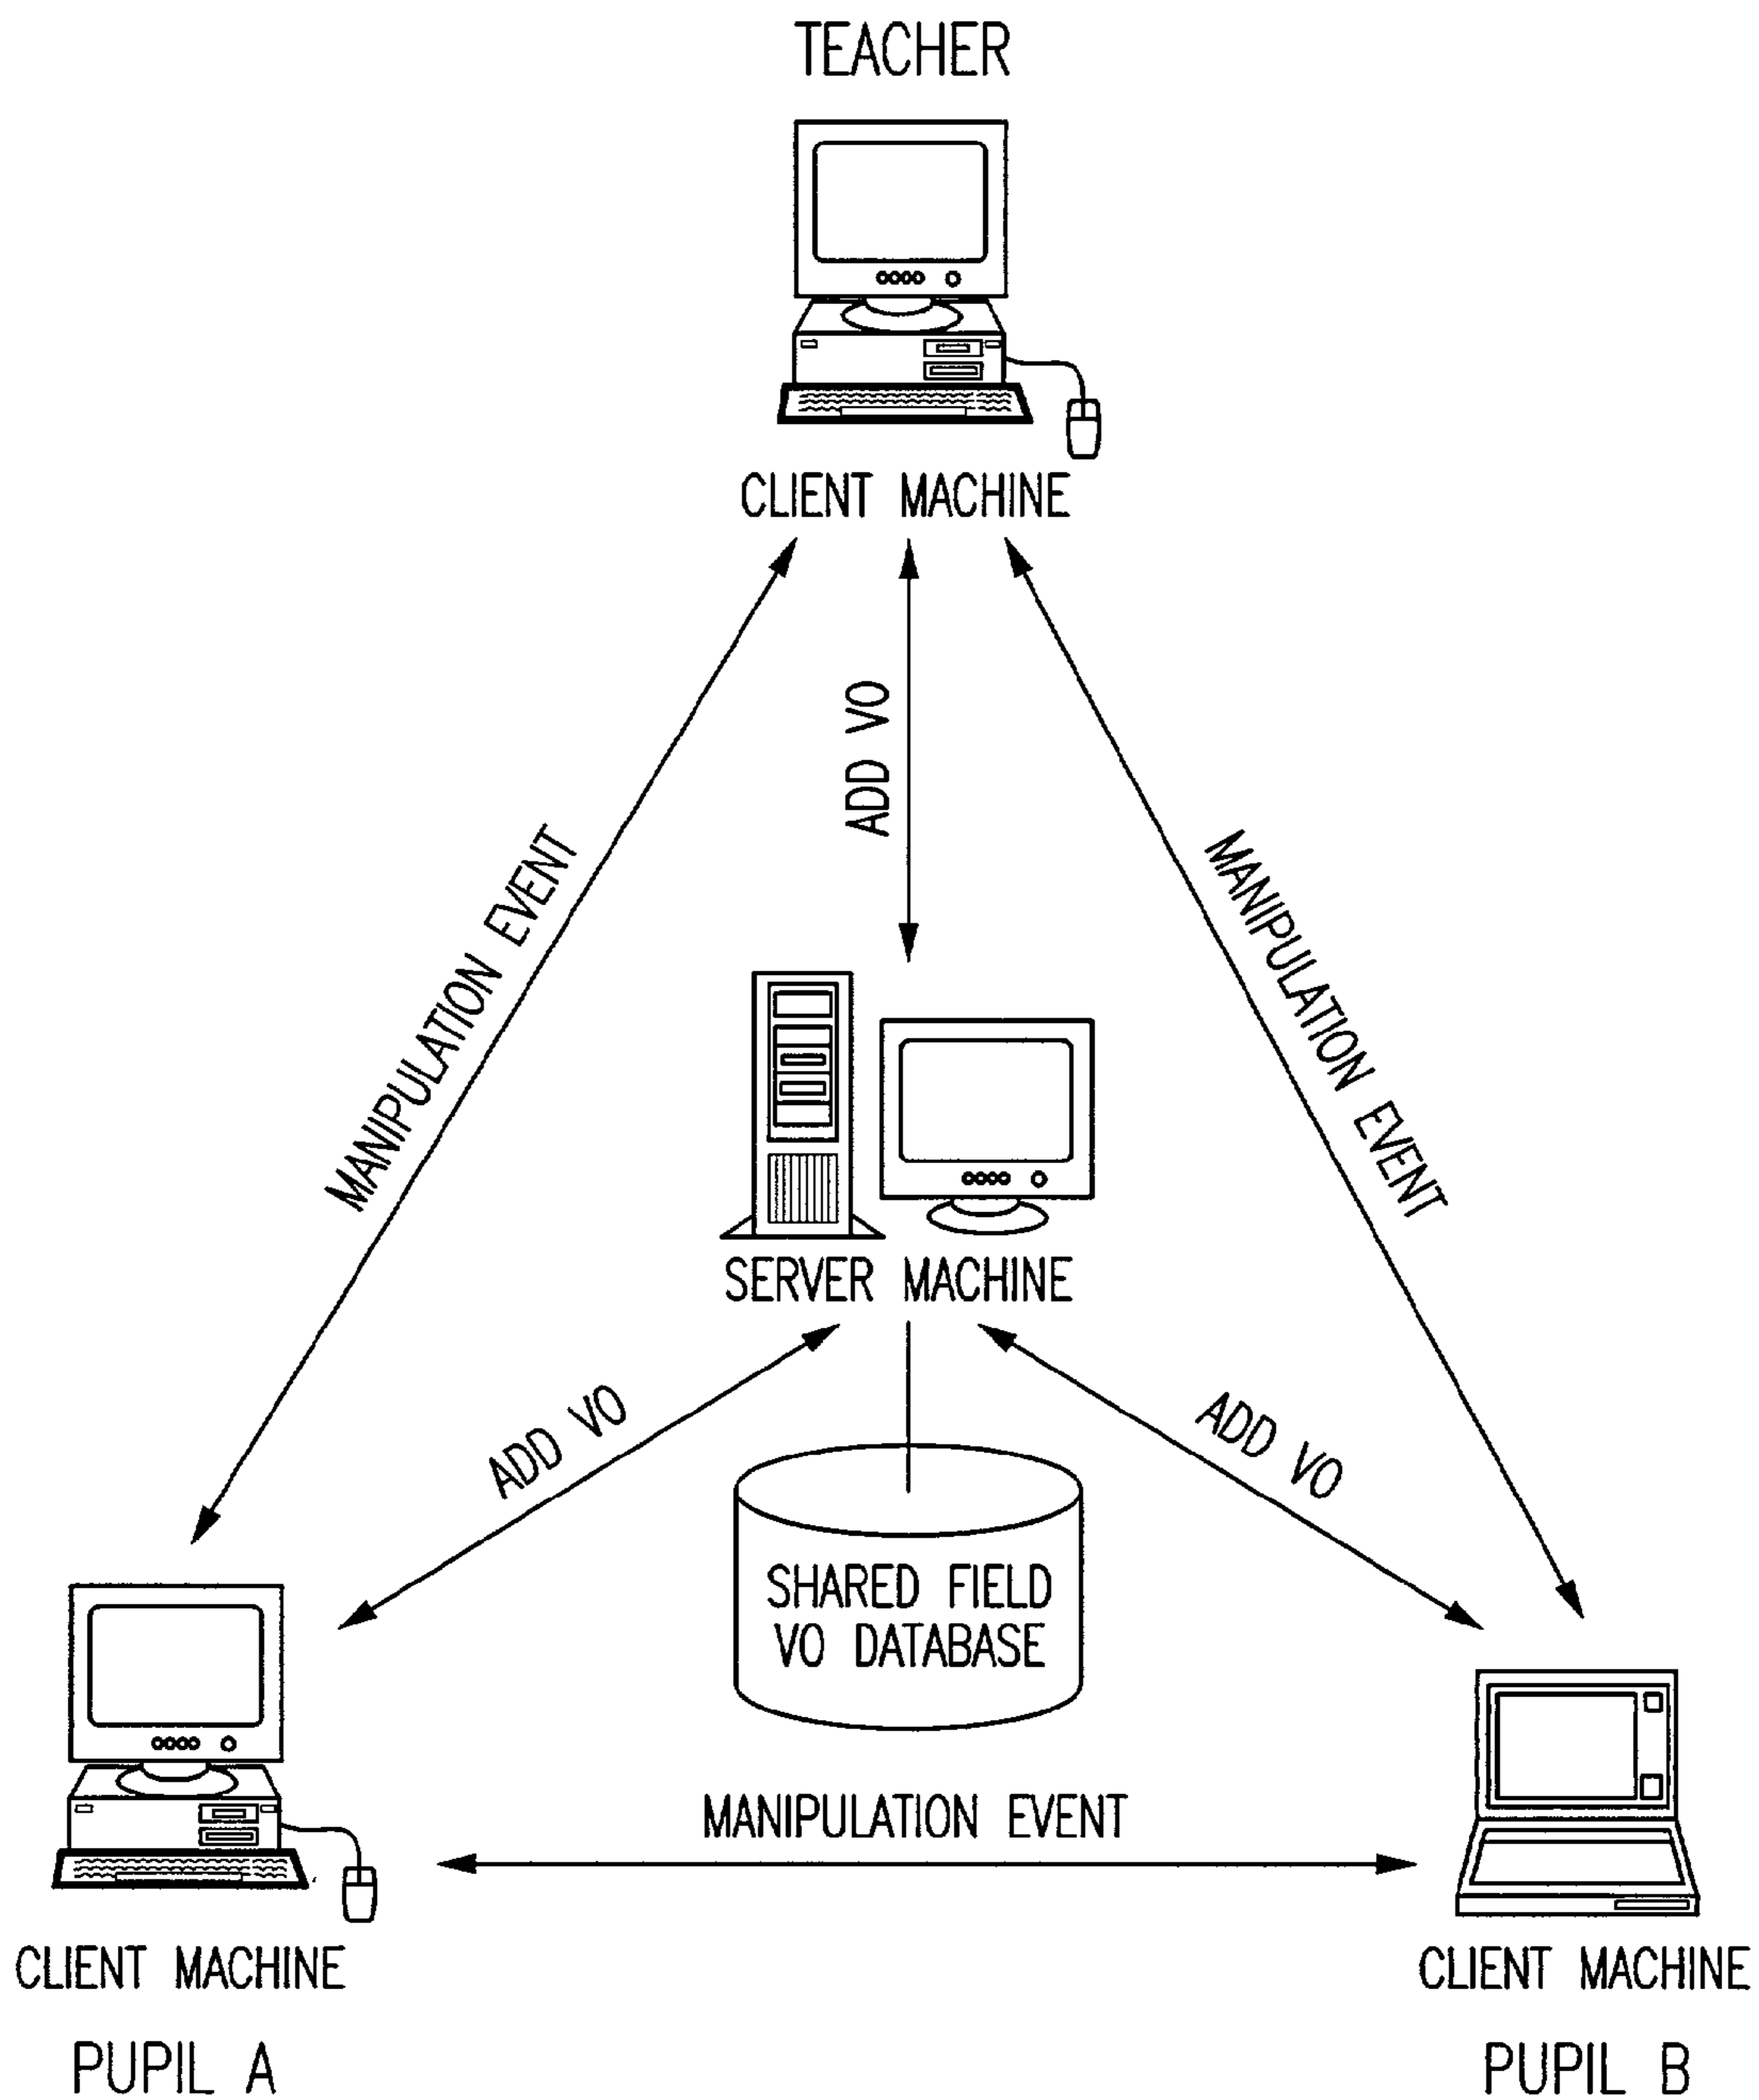 TEACHER
CLIENT MACHINE
ADD VO
MANIPULATION EVENT
MANIPULATION EVENT
SERVER MACHINE
ADD VO
ADD VO
SHARED FIELD
VO DATABASE
MANIPULATION EVENT
CLIENT MACHINE
PUPIL A
CLIENT MACHINE
PUPIL B